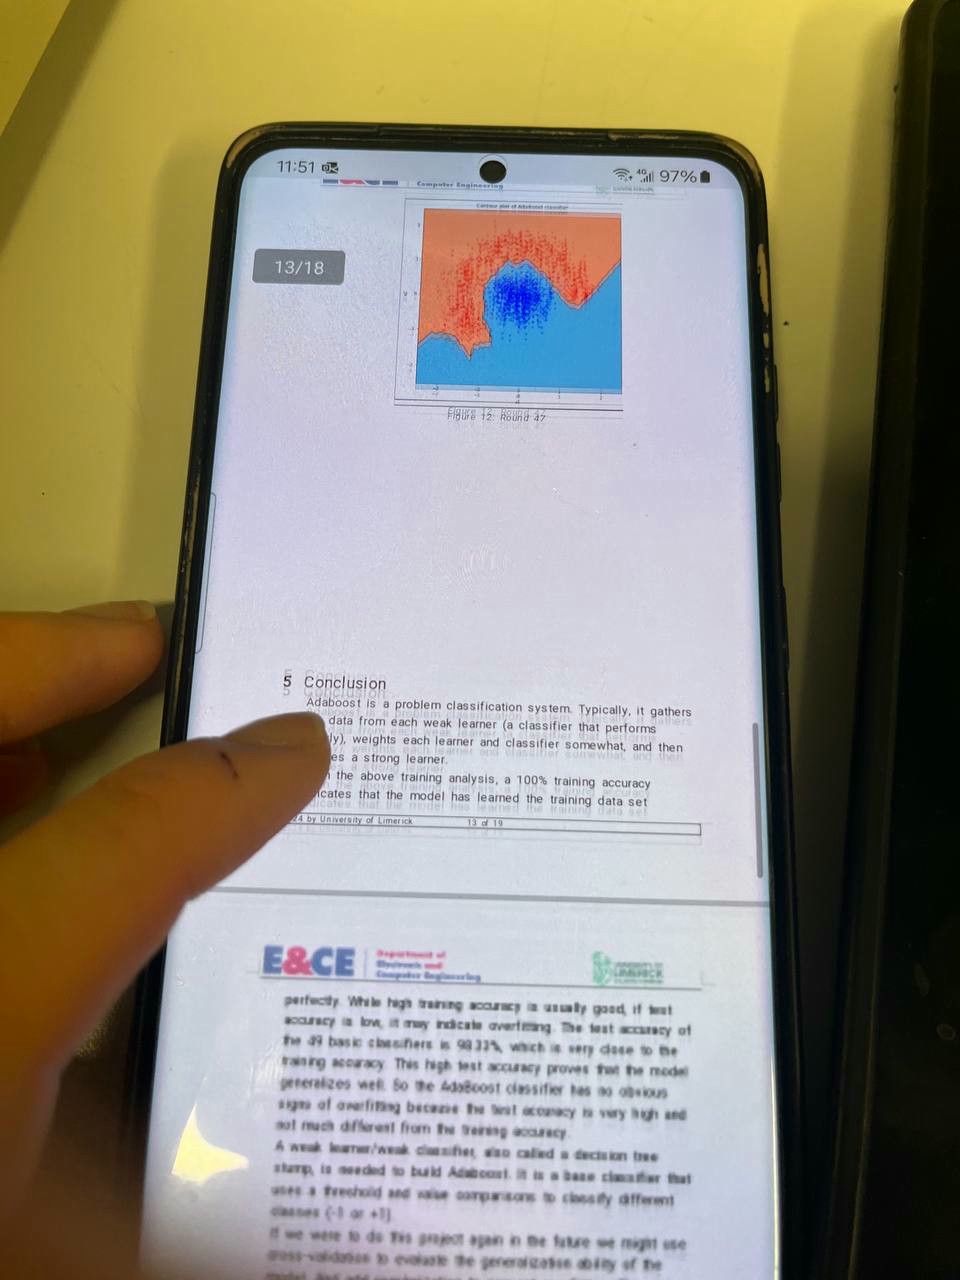 11:51
4G 97%
Computer Engineering
13/18
Contour plot of AdaBoost classifier
Figure 12: Round 47
5 Conclusion
Adaboost is a problem classification system. Typically, it gathers
data from each weak learner (a classifier that performs
ly), weights each learner and classifier somewhat, and then
es a strong learner.
the above training analysis, a 100% training accuracy
icates that the model has learned the training data set
24 by University of Limerick 13 of 19
E&CE Department of
Electronic and
Computer Engineering
UNIVERSITY OF
LIMERICK
perfectly. While high training accuracy is usually good, if test
accuracy is low, it may indicate overfitting. The test accuracy of
the 49 basic classifiers is 98.33%, which is very close to the
training accuracy. This high test accuracy proves that the model
generalizes well. So the AdaBoost classifier has no obvious
signs of overfitting because the test accuracy is very high and
not much different from the training accuracy.
A weak learner/weak classifier, also called a decision tree
stump, is needed to build Adaboost. It is a base classifier that
uses a threshold and value comparisons to classify different
classes (-1 or +1).
If we were to do this project again in the future we might use
cross-validation to evaluate the generalization ability of the